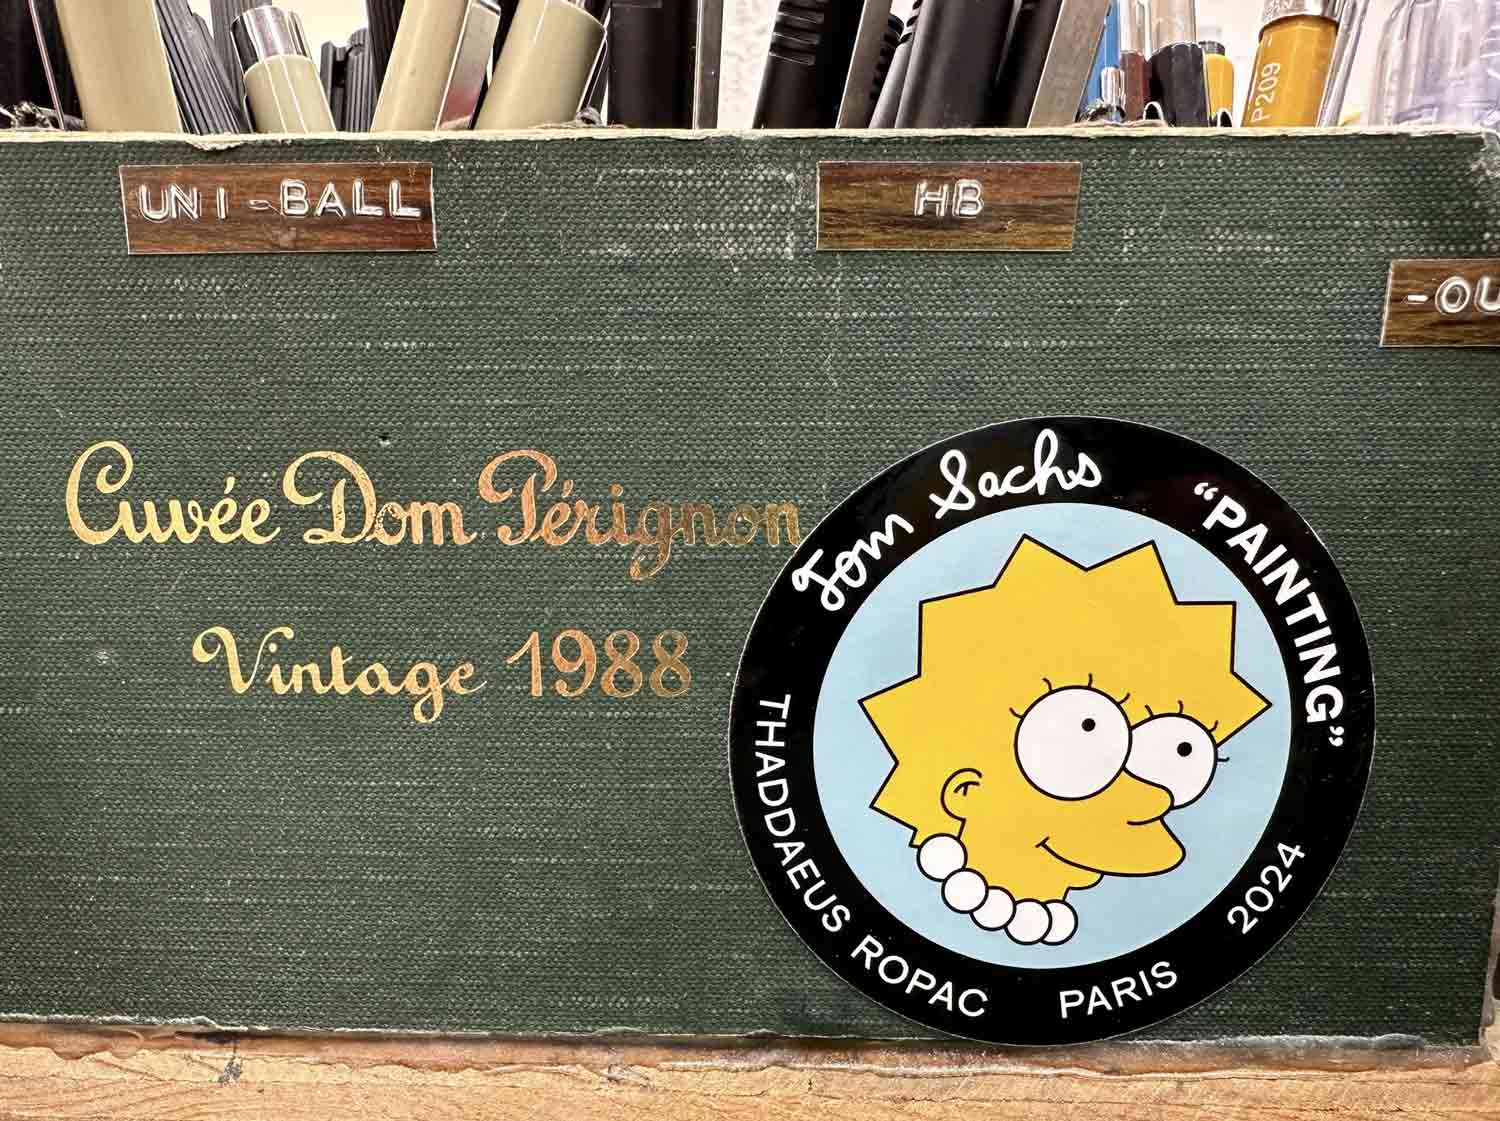 P209
UNI-BALL
HB
-OU
Cuvée Dom Pérignon
Vintage 1988
Tom Sachs
"PAINTING"
THADDAEUS ROPAC
PARIS
2024